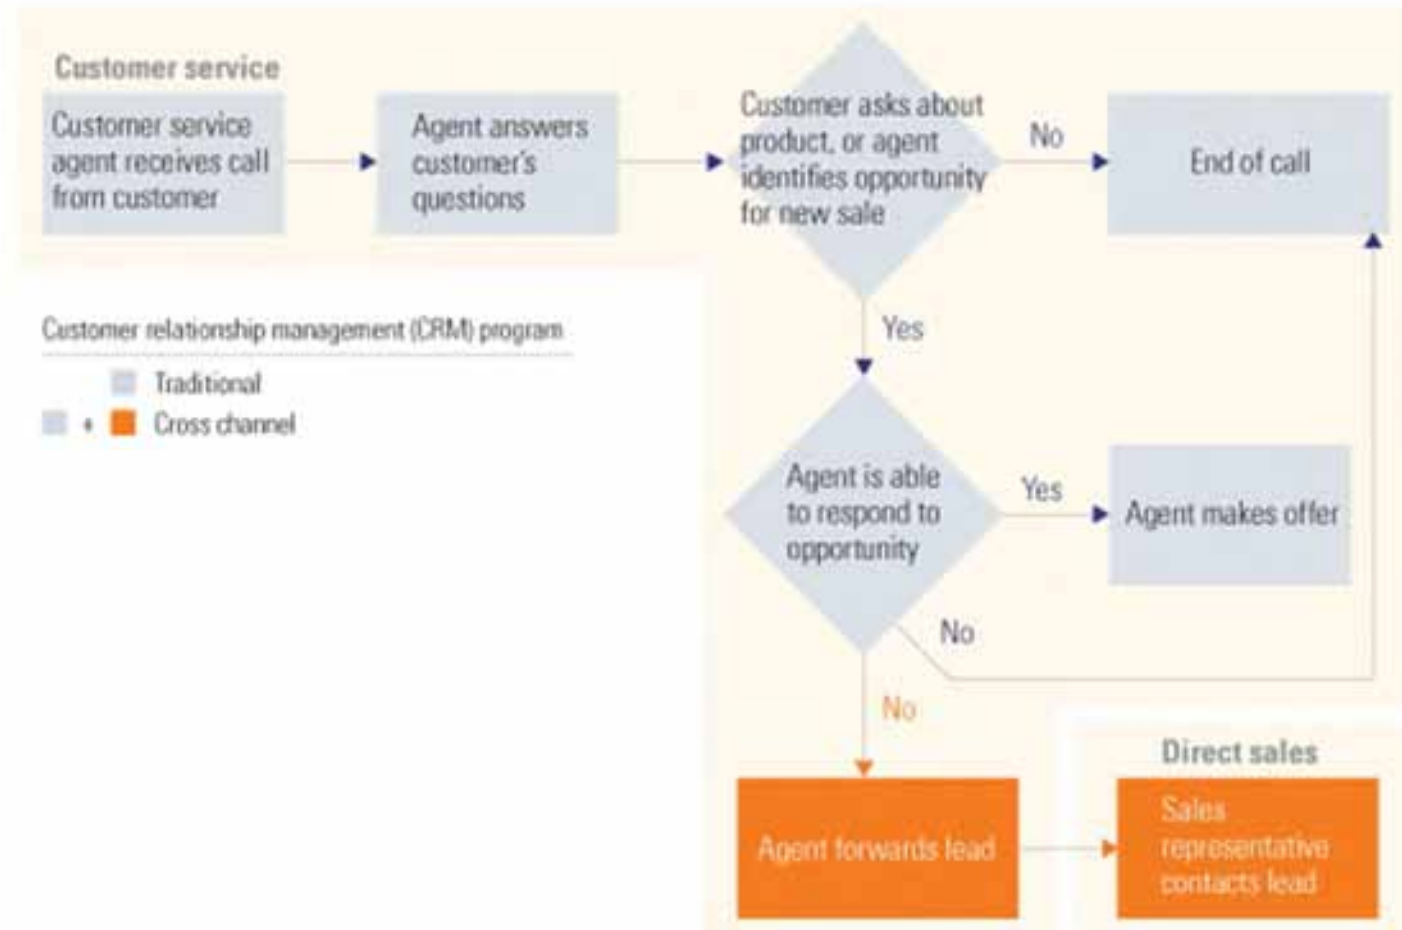 Customer service
Customer service
agent receives call
from customer
Agent answers
customer's
questions
Customer asks about
product, or agent
identifies opportunity
for new sale
No
End of call
Yes
Customer relationship management (CRM) program
Traditional
+ Cross channel
Agent is able
to respond to
opportunity
Yes
Agent makes offer
No
No
Direct sales
Agent forwards lead
Sales
representative
contacts lead